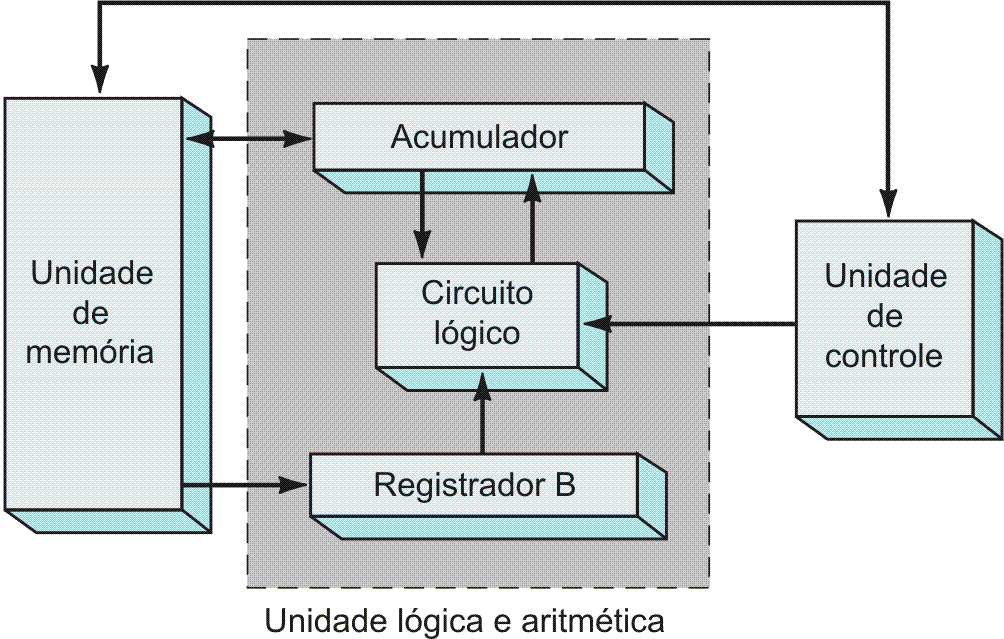 Acumulador
Unidade
de
memória
Circuito
lógico
Unidade
de
controle
Registrador B
Unidade lógica e aritmética